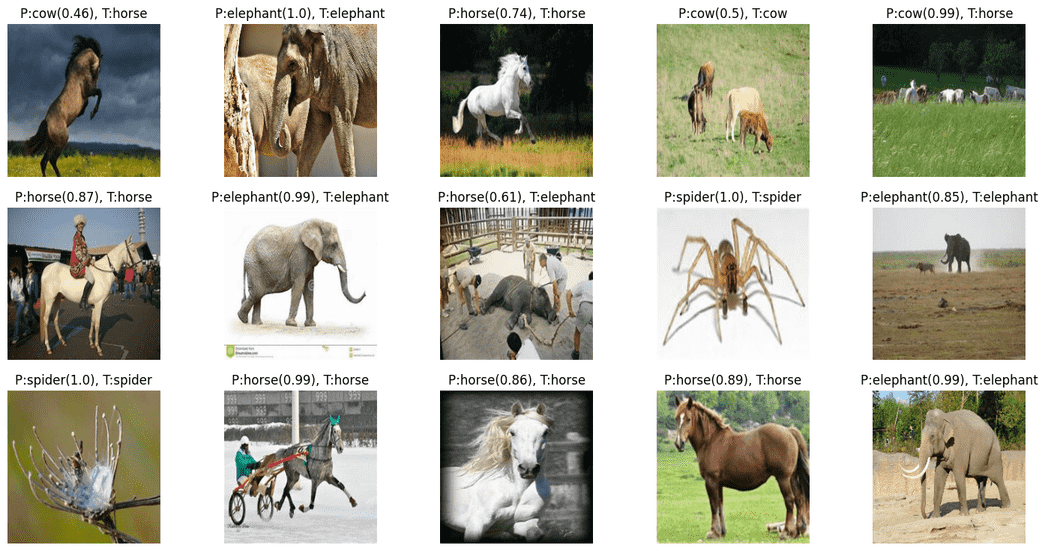 P:cow(0.46), T:horse
P:elephant(1.0), T:elephant
P:horse(0.74), T:horse
P:cow(0.5), T:cow
P:cow(0.99), T:horse
P:horse(0.87), T:horse
P:elephant(0.99), T:elephant
P:horse(0.61), T:elephant
P:spider(1.0), T:spider
P:elephant(0.85), T:elephant
P:spider(1.0), T:spider
P:horse(0.99), T:horse
P:horse(0.86), T:horse
P:horse(0.89), T:horse
P:elephant(0.99), T:elephant